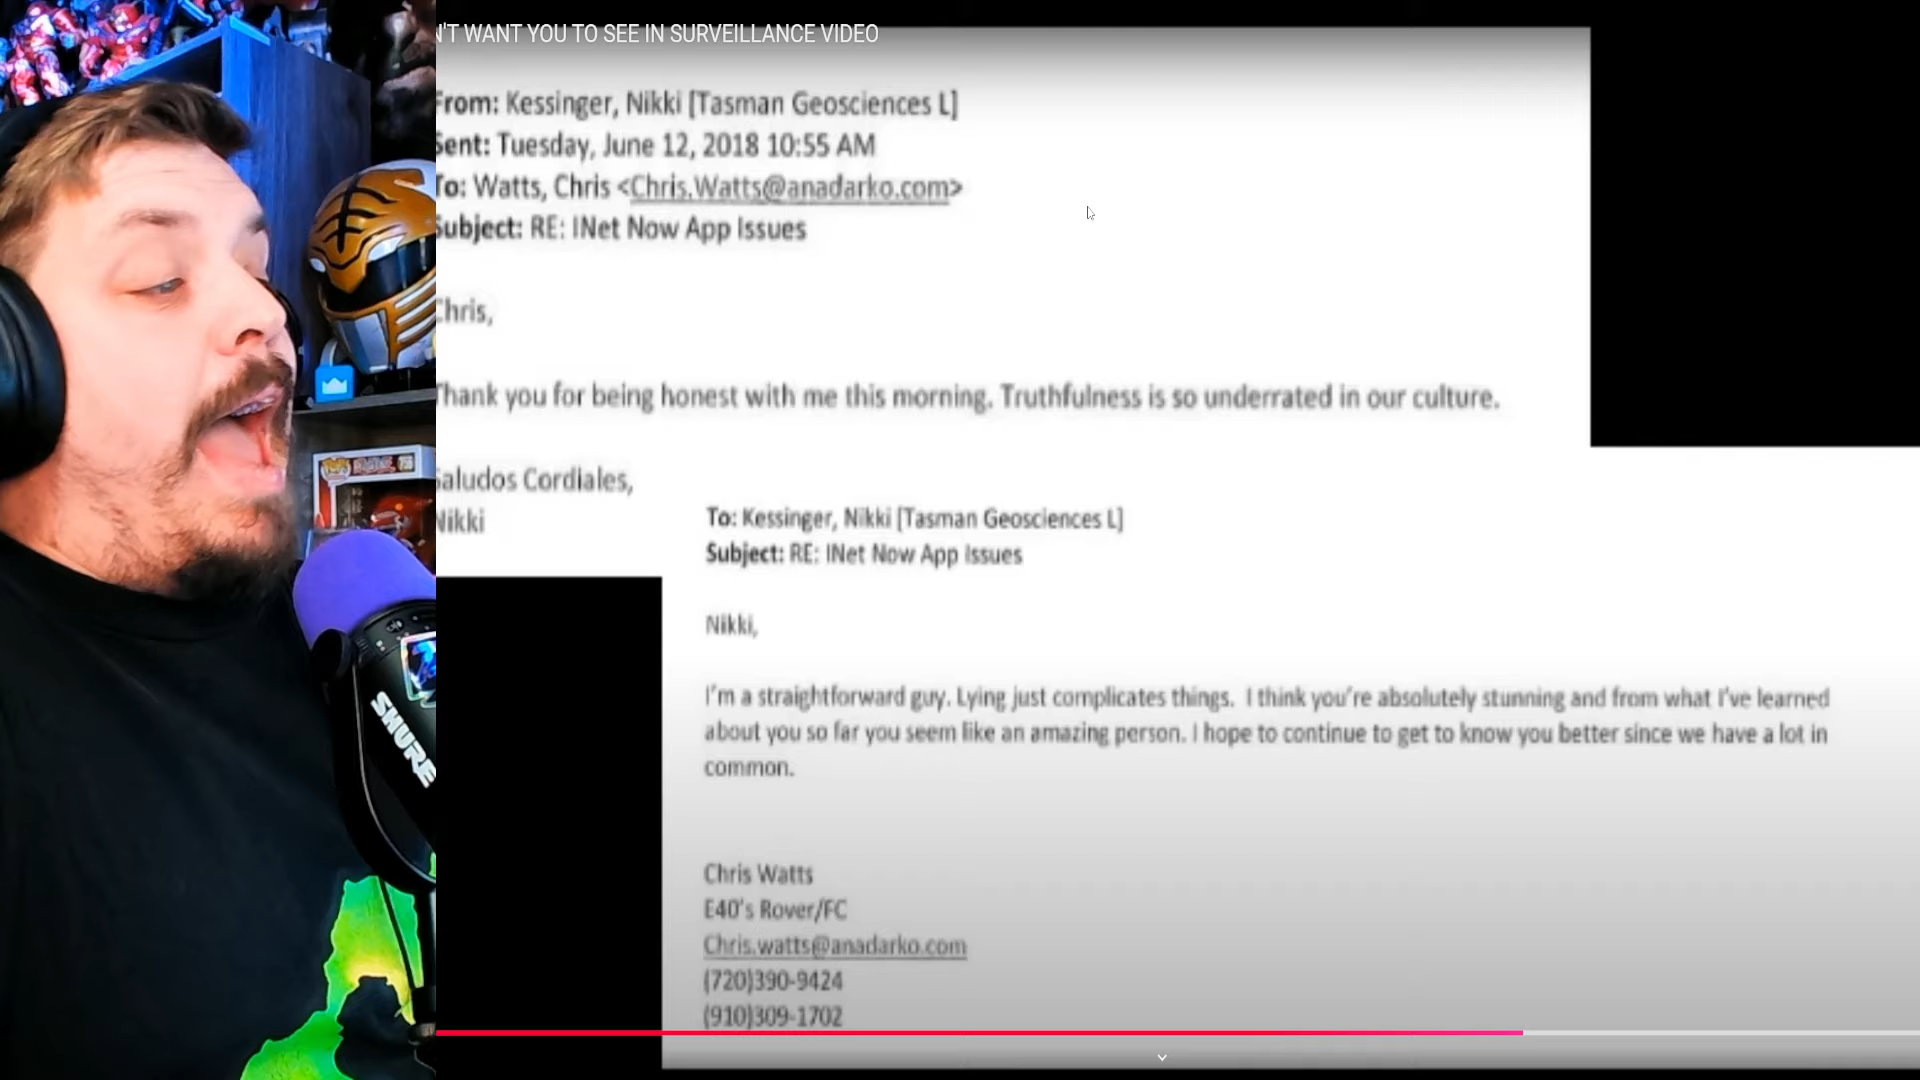 N'T WANT YOU TO SEE IN SURVEILLANCE VIDEO
From: Kessinger, Nikki [Tasman Geosciences L]
Sent: Tuesday, June 12, 2018 10:55 AM
To: Watts, Chris <Chris.Watts@anadarko.com>
Subject: RE: INet Now App Issues
Chris,
Thank you for being honest with me this morning. Truthfulness is so underrated in our culture.
Saludos Cordiales,
Nikki
To: Kessinger, Nikki [Tasman Geosciences L]
Subject: RE: INet Now App Issues
Nikki,
I'm a straightforward guy. Lying just complicates things. I think you're absolutely stunning and from what I've learned
about you so far you seem like an amazing person. I hope to continue to get to know you better since we have a lot in
common.
Chris Watts
E40's Rover/FC
Chris.watts@anadarko.com
(720)390-9424
(910)309-1702
SHURE